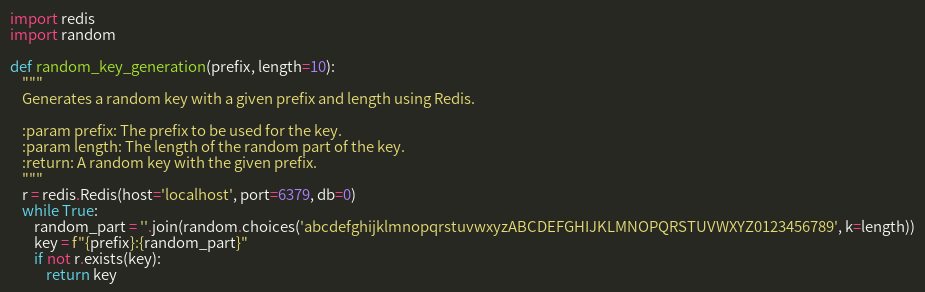 import redis
import random

def random_key_generation(prefix, length=10):
    """
    Generates a random key with a given prefix and length using Redis.

    :param prefix: The prefix to be used for the key.
    :param length: The length of the random part of the key.
    :return: A random key with the given prefix.
    """
    r = redis.Redis(host='localhost', port=6379, db=0)
    while True:
        random_part = ''.join(random.choices('abcdefghijklmnopqrstuvwxyzABCDEFGHIJKLMNOPQRSTUVWXYZ0123456789', k=length))
        key = f"{prefix}:{random_part}"
        if not r.exists(key):
            return key